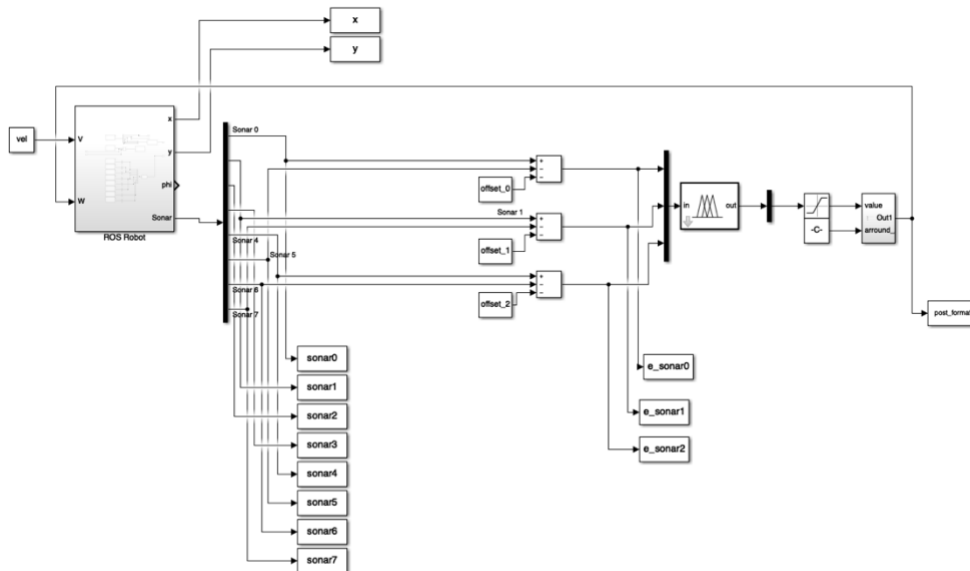 x
y
vel
V
W
x
y
phi
Sonar
ROS Robot
Sonar 0
Sonar 1
Sonar 4
Sonar 5
Sonar 6
Sonar 7
offset_0
offset_1
offset_2
+
-
-
+
-
-
+
-
-
in
out
-C-
value
arround_
Out1
post_format
sonar0
sonar1
sonar2
sonar3
sonar4
sonar5
sonar6
sonar7
e_sonar0
e_sonar1
e_sonar2